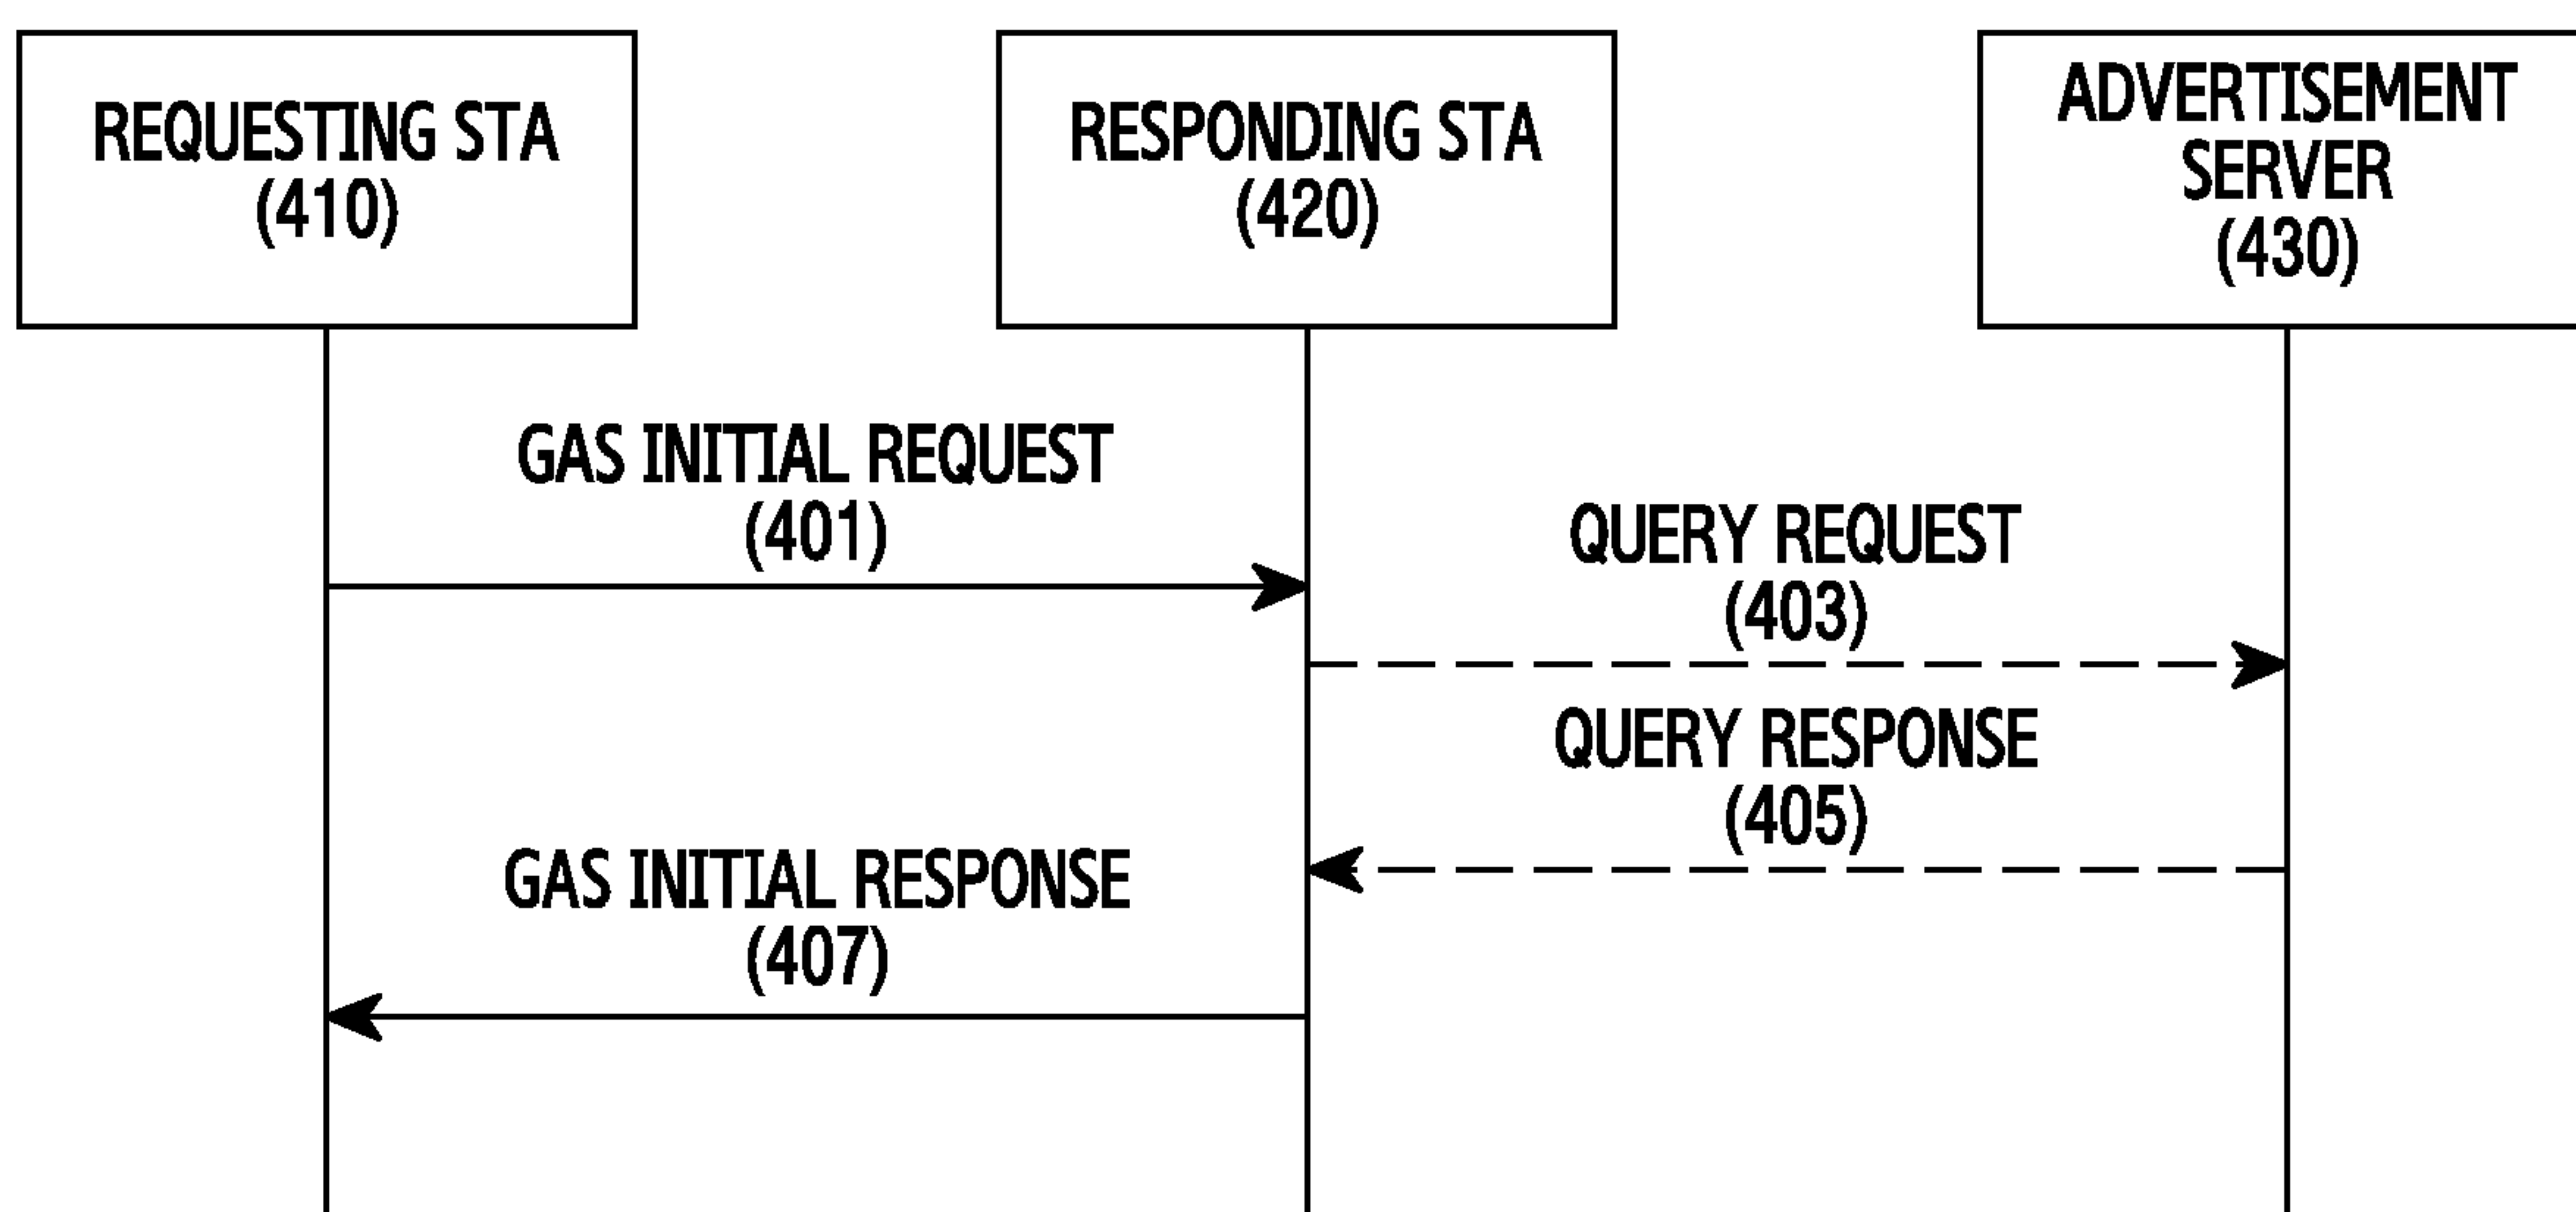 REQUESTING STA
(410)
RESPONDING STA
(420)
ADVERTISEMENT
SERVER
(430)
GAS INITIAL REQUEST
(401)
QUERY REQUEST
(403)
QUERY RESPONSE
(405)
GAS INITIAL RESPONSE
(407)